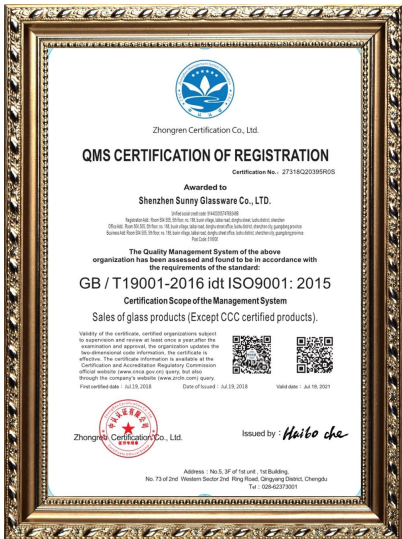 Zhongren Certification Co., Ltd.
QMS CERTIFICATION OF REGISTRATION
Certification No.: 27318Q20395R0S
Awarded to
Shenzhen Sunny Glassware Co., LTD.
The Quality Management System of the above
organization has been assessed and found to be in accordance with
the requirements of the standard:
GB / T19001-2016 idt ISO9001: 2015
Certification Scope of the Management System
Sales of glass products (Except CCC certified products).
Validity of the certificate, certified organizations subject
to supervision and review at least once a year.after the
examination and approval, the organization updates the
two-dimensional code information, the certificate is
effective. The certificate information is available at the
Certification and Accreditation Regulatory Commission
official website (www.cnca.gov.cn) query, but also
through the company's website (www.zrcln.com) query.
First certified date : Jul.19, 2018 Date of Issued : Jul.19, 2018 Valid date : Jul 18, 2021
Zhongren Certification Co., Ltd.
Issued by : Haibo che
Address : No.5, 3F of 1st unit , 1st Building,
No. 73 of 2nd Western Sector 2nd Ring Road, Qingyang District, Chengdu
Tel : 028-62373001